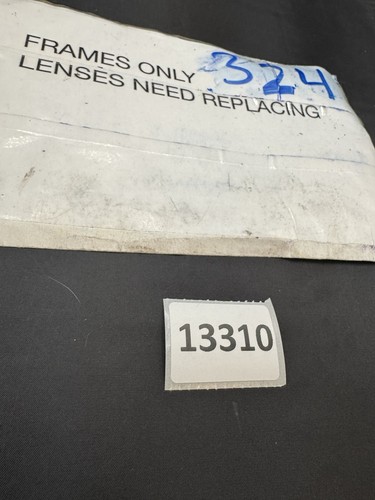 FRAMES ONLY 324
LENSES NEED REPLACING
13310